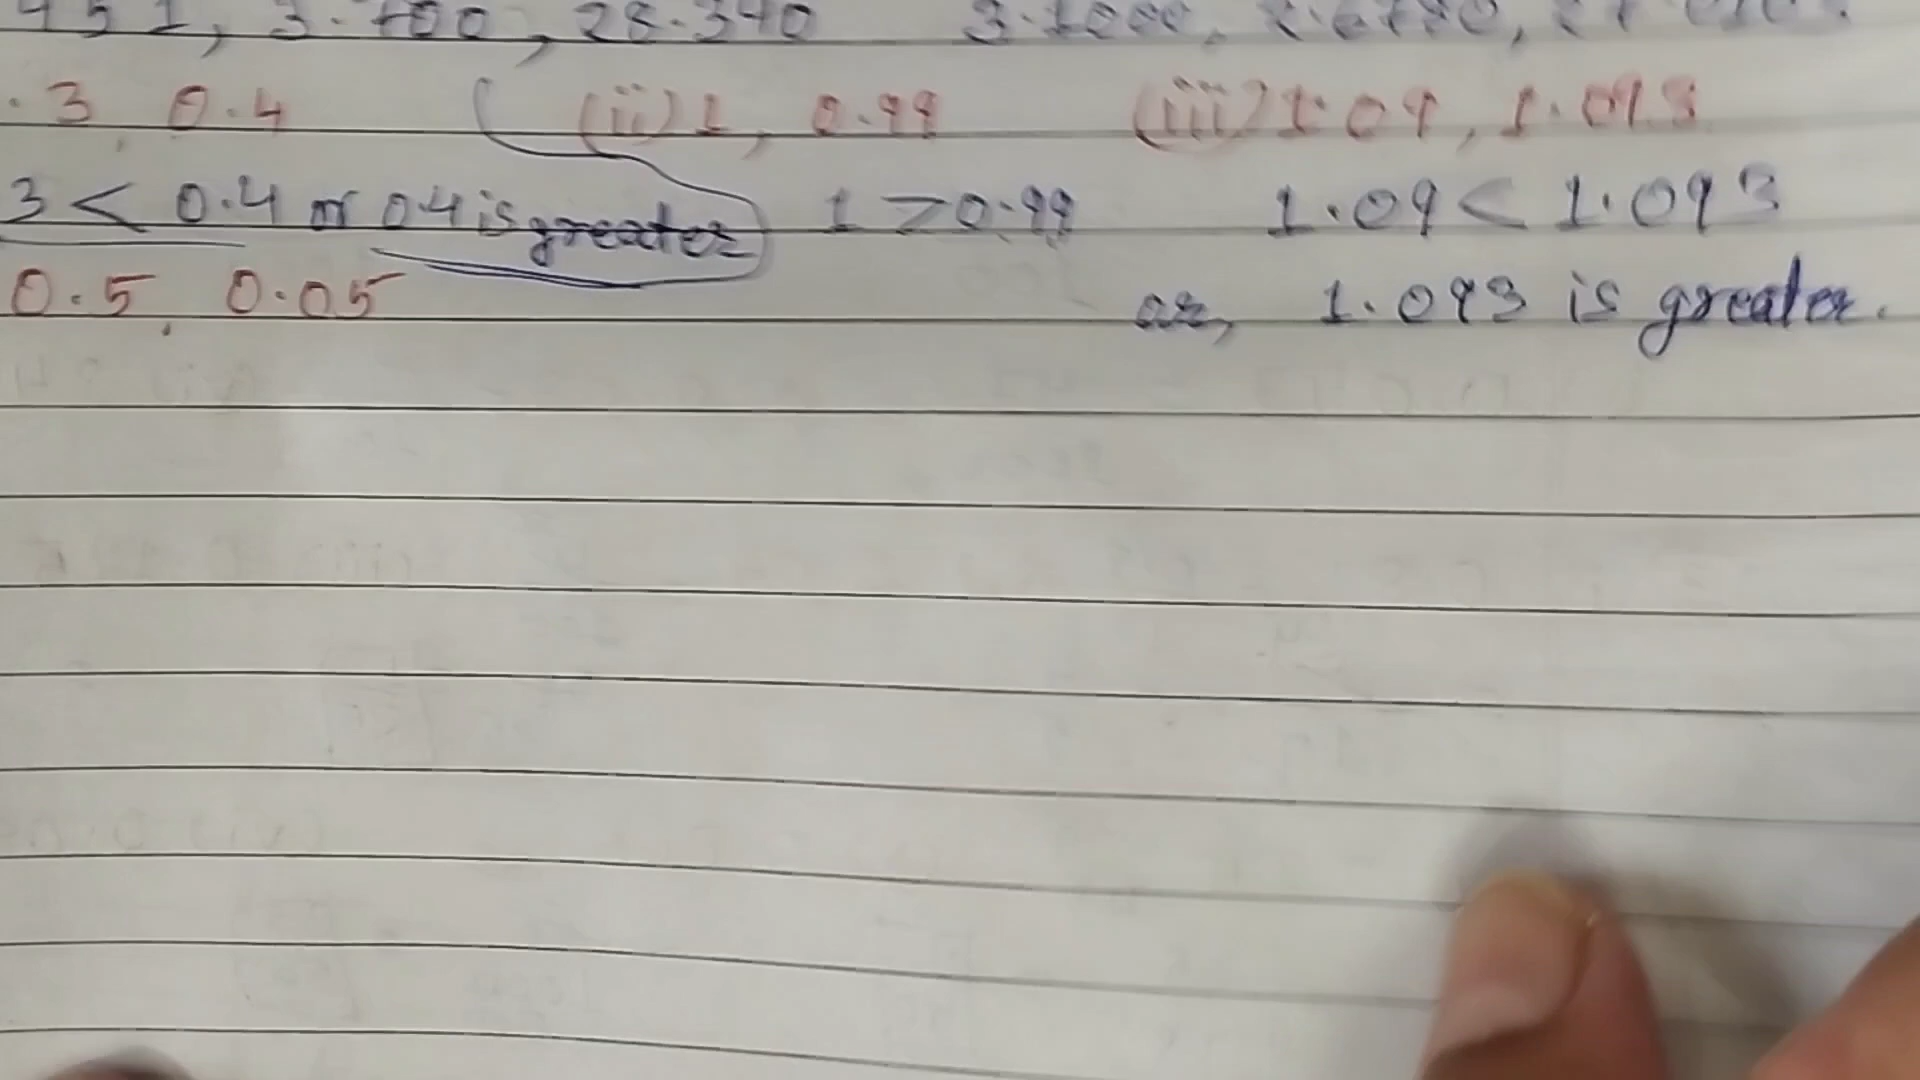 451, 3.700, 28.340
.3, 0.4 (ii) 1, 0.99 (iii) 1.09, 1.093
3 < 0.4 or 0.4 is greater 1 > 0.99 1.09 < 1.093
0.5, 0.05 or, 1.093 is greater.